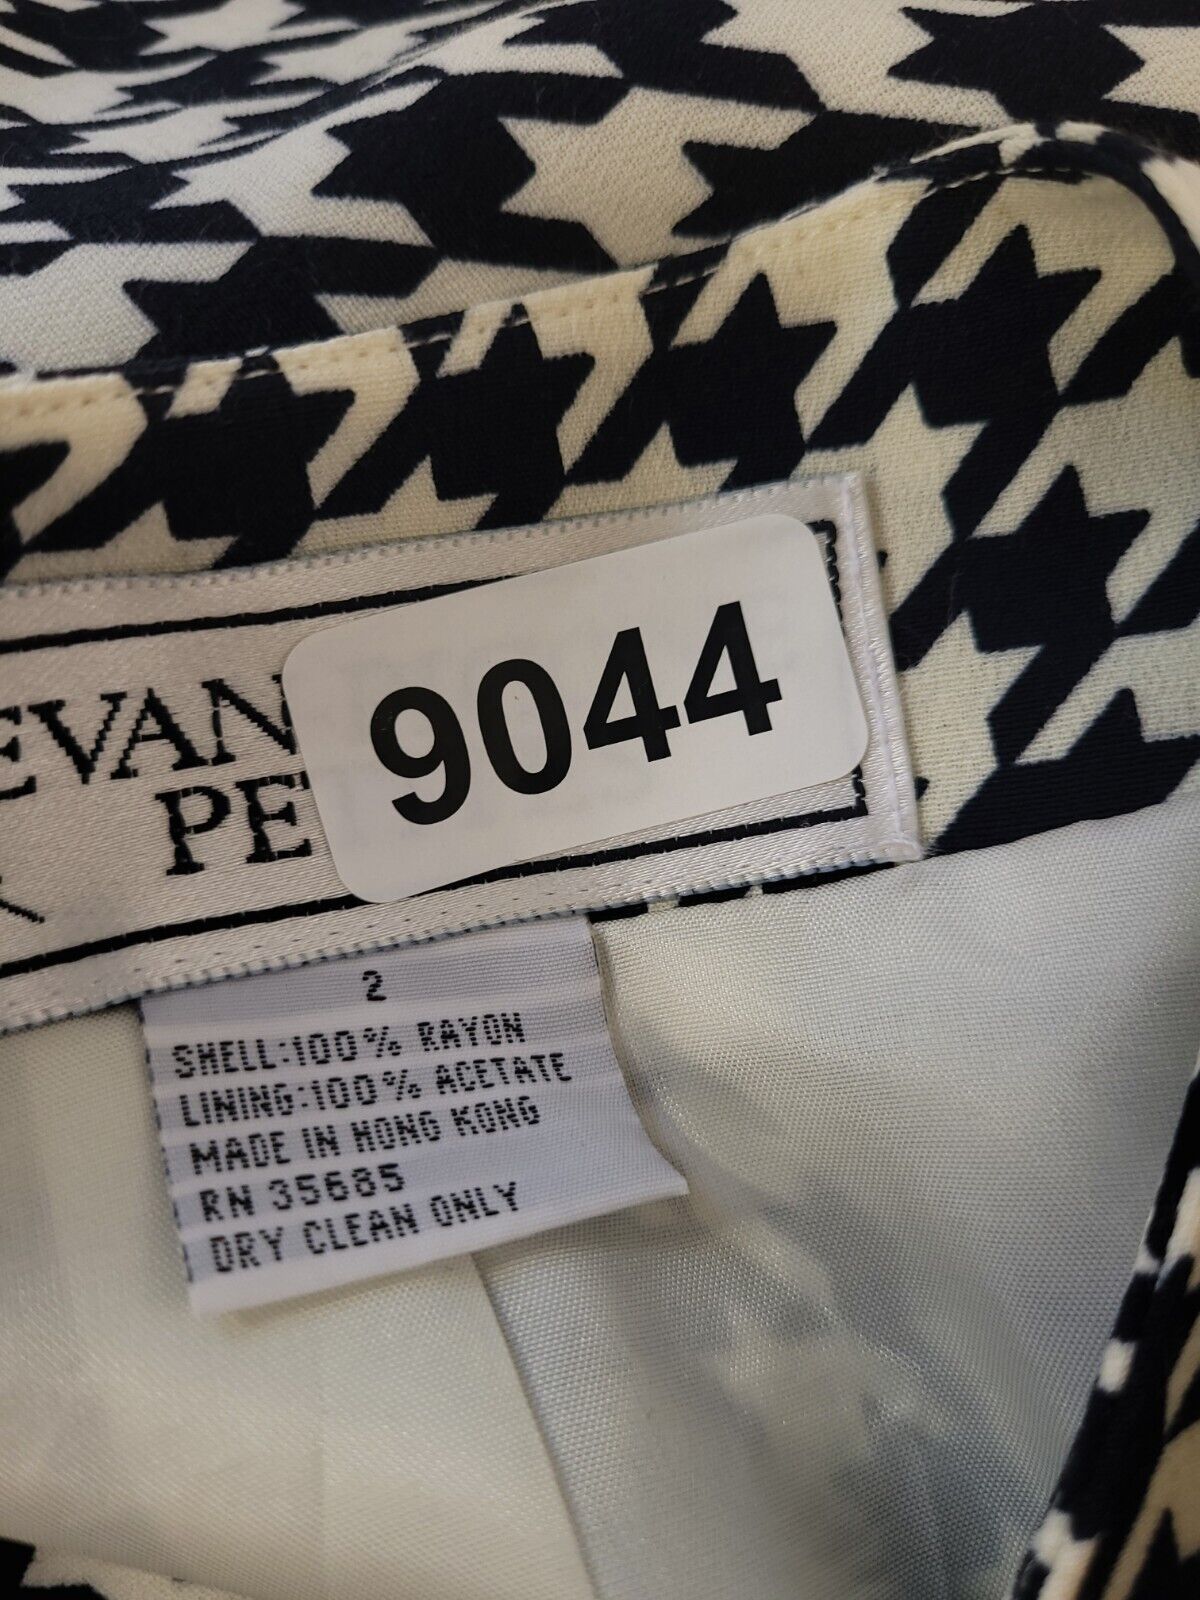 EVAN
PE
9044
2
SHELL:100% RAYON
LINING:100% ACETATE
MADE IN HONG KONG
RN 35685
DRY CLEAN ONLY